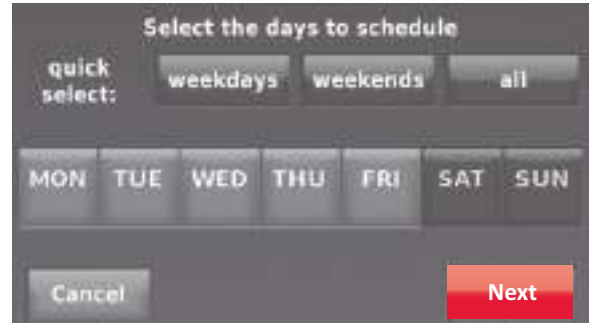 Select the days to schedule
quick
select:
weekdays weekends all
MON TUE WED THU FRI SAT SUN
Cancel Next